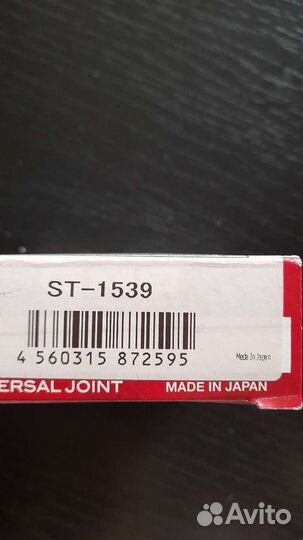 ST-1539
4 560315 872595
Made In Japan
ERSAL JOINT
MADE IN JAPAN
Avito